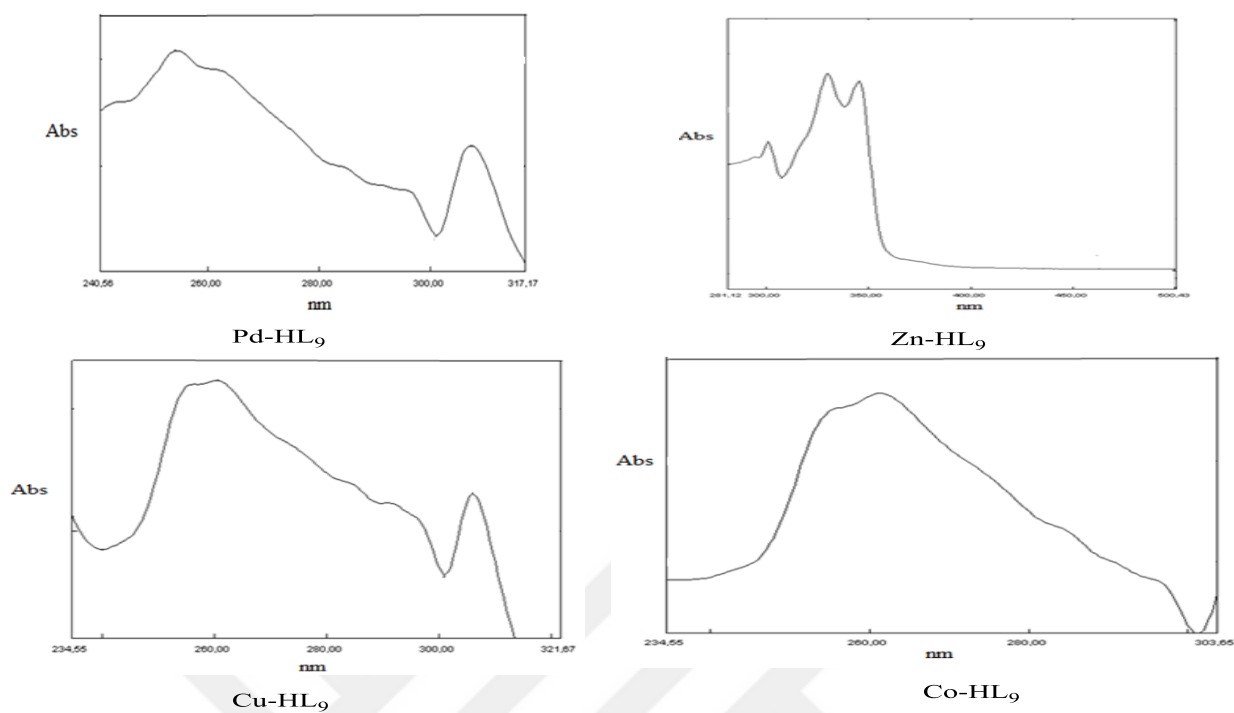 Abs
240,55 260,00 280,00 300,00 317,17
nm
Pd-HL₉
Abs
281,12 300,00 350,00 400,00 450,00 500,40
nm
Zn-HL₉
Abs
234,55 260,00 280,00 300,00 321,67
nm
Cu-HL₉
Abs
234,55 260,00 280,00 303,65
nm
Co-HL₉